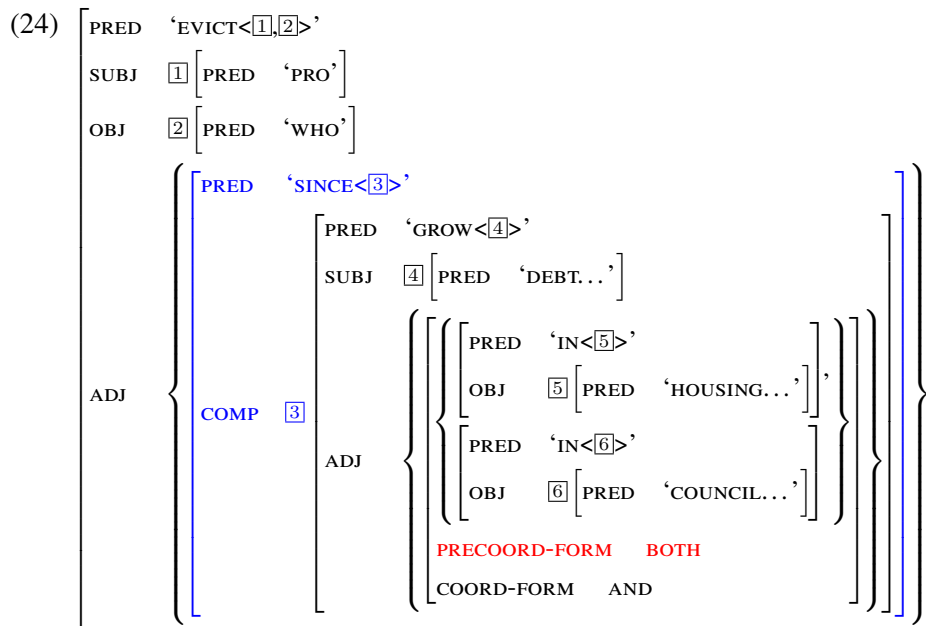 (24) PRED ‘EVICT<1,2>’
SUBJ 1 [PRED ‘PRO’]
OBJ 2 [PRED ‘WHO’]
PRED ‘SINCE<3>’
PRED ‘GROW<4>’
SUBJ 4 [PRED ‘DEBT...’]
PRED ‘IN<5>’
OBJ 5 [PRED ‘HOUSING...’] ,
ADJ COMP 3
PRED ‘IN<6>’
ADJ
OBJ 6 [PRED ‘COUNCIL...’]
PRECOORD-FORM BOTH
COORD-FORM AND